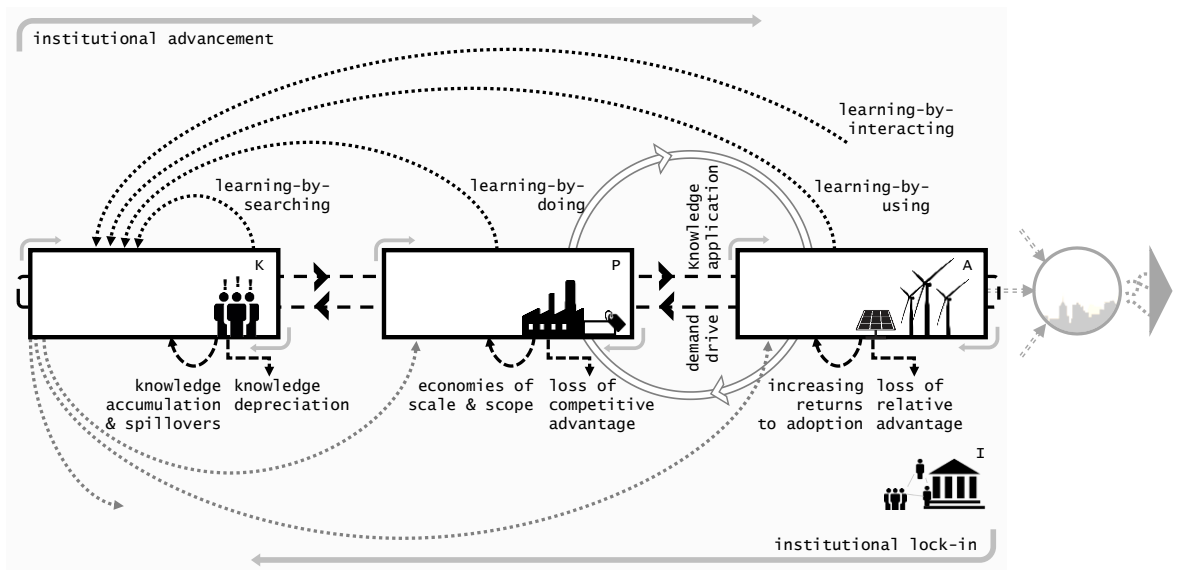 institutional advancement
learning-by-
interacting
learning-by-
searching
learning-by-
doing
learning-by-
using
Knowledge
application
K
P
A
! ! !
demand
drive
knowledge
accumulation
& spillovers
knowledge
depreciation
economies of
scale & scope
loss of
competitive
advantage
increasing
returns
to adoption
loss of
relative
advantage
I
institutional lock-in